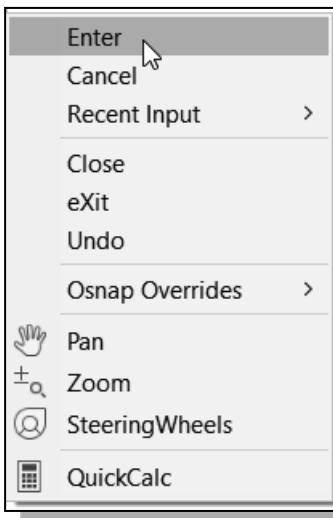 Enter
Cancel
Recent Input
Close
eXit
Undo
Osnap Overrides
Pan
Zoom
SteeringWheels
QuickCalc